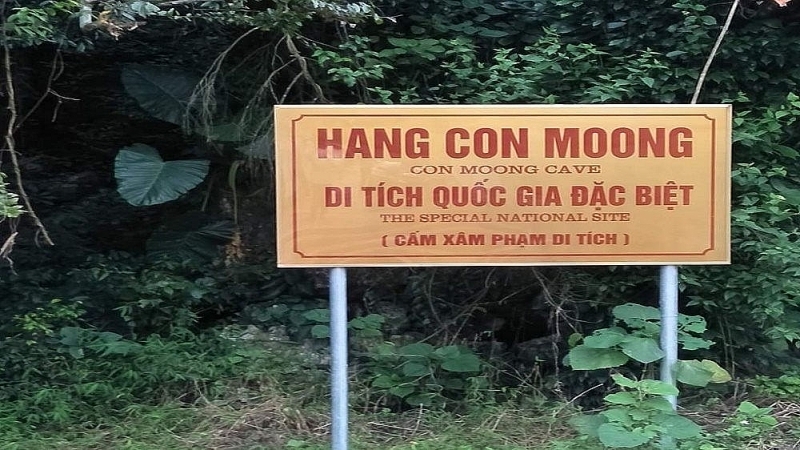 HANG CON MOONG
CON MOONG CAVE
DI TÍCH QUỐC GIA ĐẶC BIỆT
THE SPECIAL NATIONAL SITE
( CẤM XÂM PHẠM DI TÍCH )